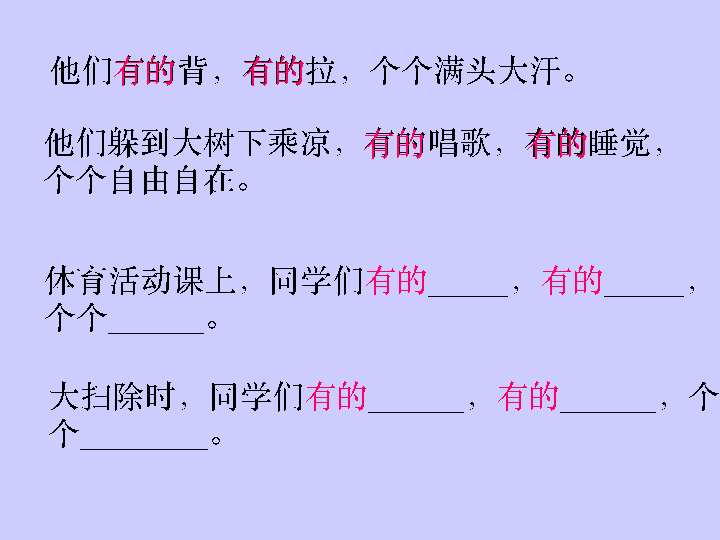 他们有的背，有的拉，个个满头大汗。
他们躲到大树下乘凉，有的唱歌，有的睡觉，
个个自由自在。
体育活动课上，同学们有的_____，有的_____，
个个______。
大扫除时，同学们有的______，有的______，个
个________。